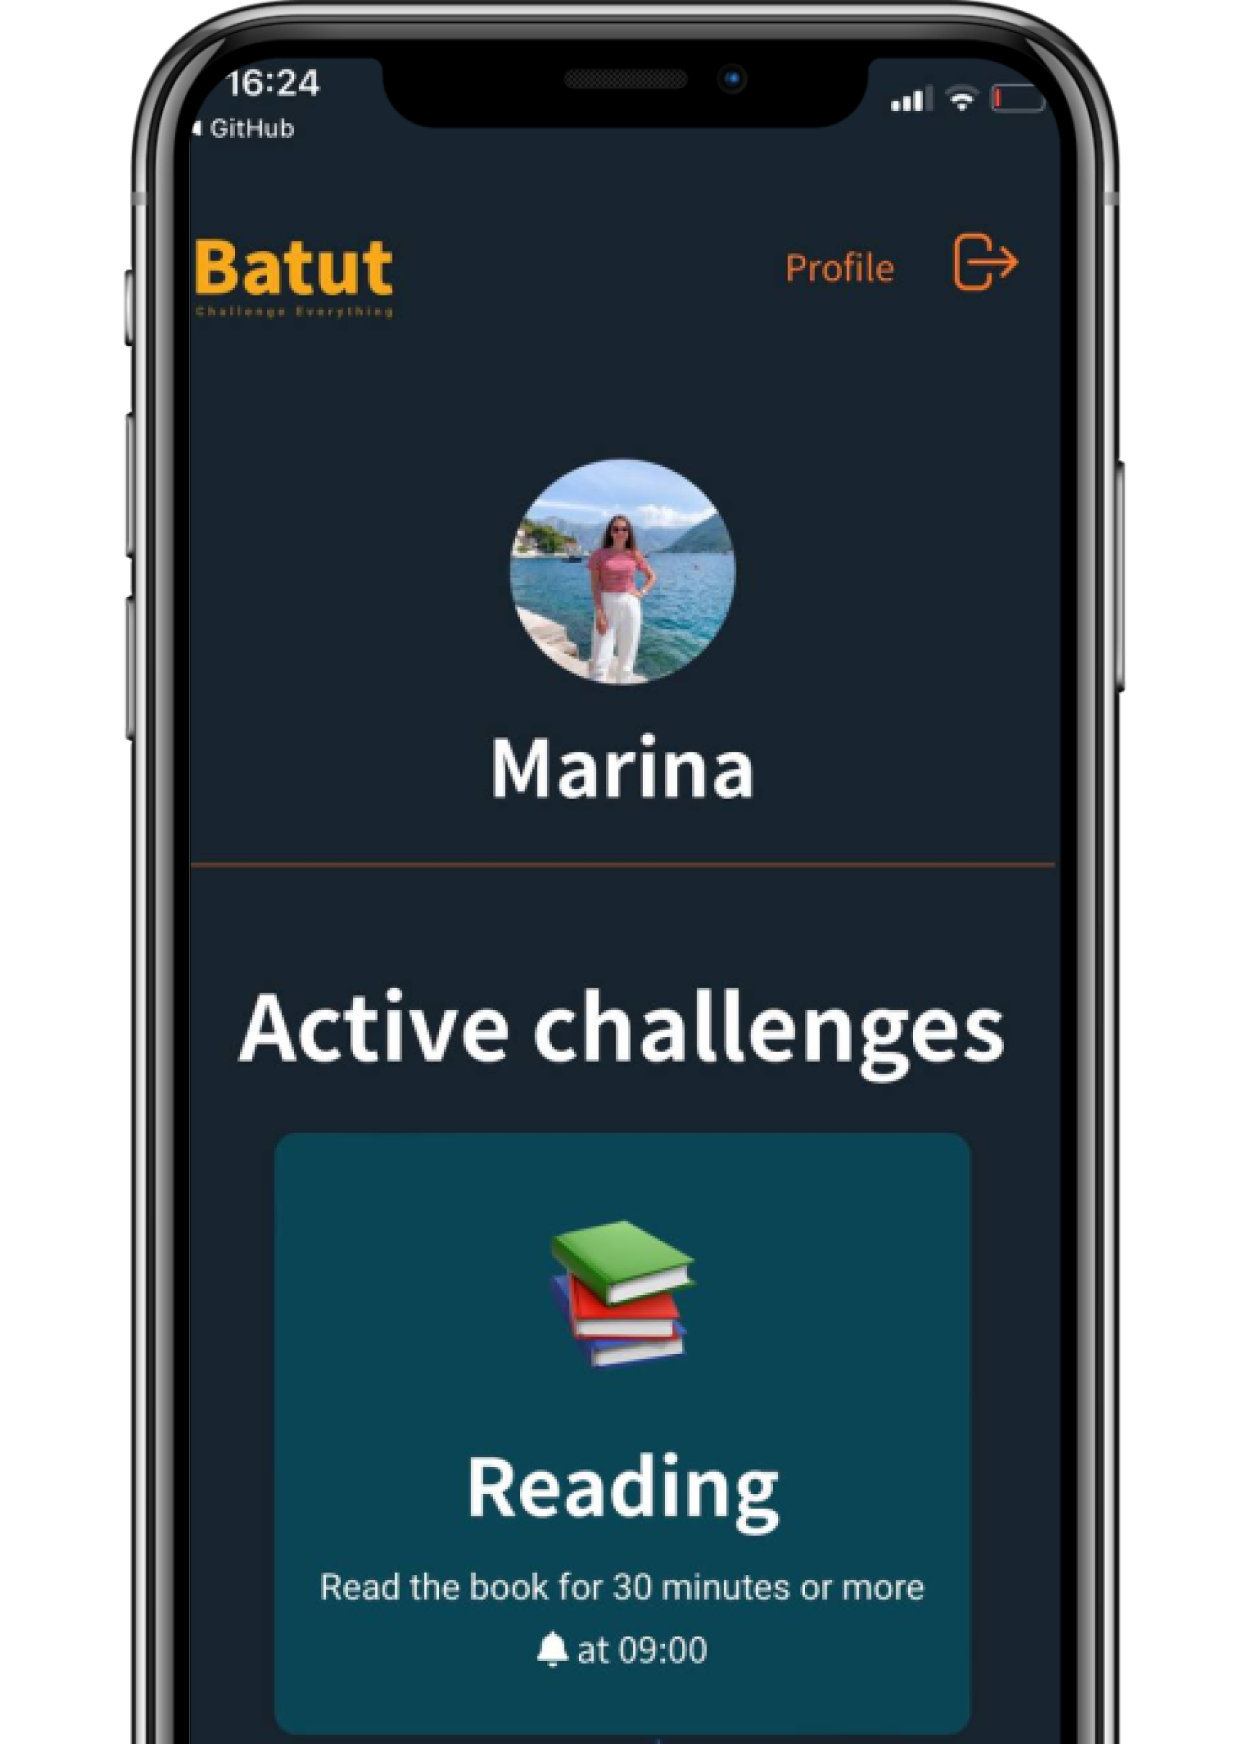 16:24
GitHub
Batut
Challenge Everything
Profile
Marina
Active challenges
Reading
Read the book for 30 minutes or more
at 09:00